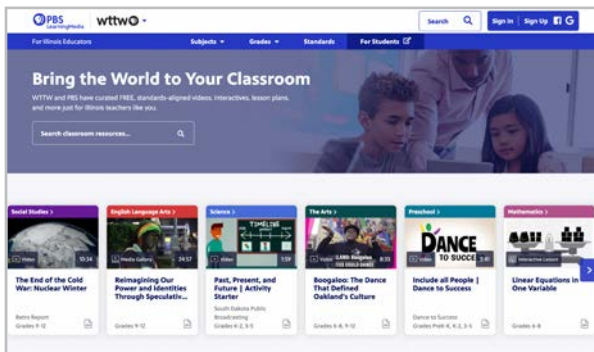 PBS
LearningMedia
wttw
Search
Sign In
Sign Up
For Illinois Educators
Subjects
Grades
Standards
For Students
Bring the World to Your Classroom
WTTW and PBS have curated FREE, standards-aligned videos, interactives, lesson plans,
and more just for Illinois teachers like you.
Search classroom resources...
Social Studies >
English Language Arts >
Science >
The Arts >
Preschool >
Mathematics >
TIMELINE
DANCE
TO SUCCE
Video
10:34
Media Gallery
34:57
Video
1:59
Video
8:33
Video
3:41
Interactive Lesson
The End of the Cold
War: Nuclear Winter
Retro Report
Grades 9-12
Reimagining Our
Power and Identities
Through Speculativ...
Grades 9-12
Past, Present, and
Future | Activity
Starter
South Dakota Public
Broadcasting
Grades K-2, 3-5
Boogaloo: The Dance
That Defined
Oakland's Culture
Grades 6-8, 9-12
Include all People |
Dance to Success
Dance to Success
Grades PreK-K, K-2, 3-5
Linear Equations in
One Variable
Grades 6-8